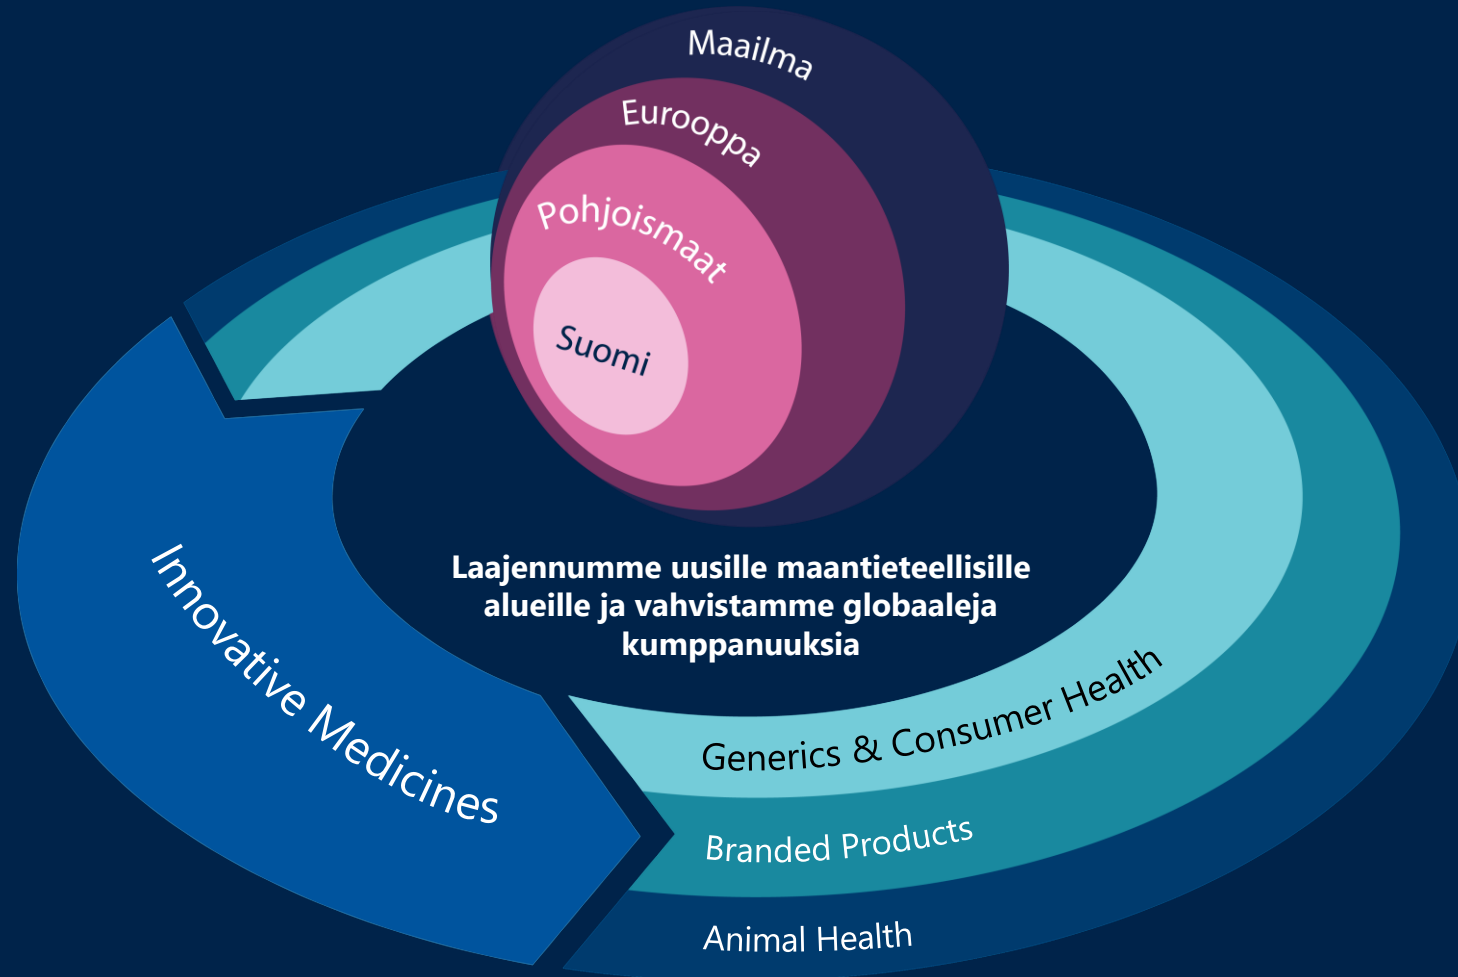 Maailma
Eurooppa
Pohjoismaat
Suomi
Laajennumme uusille maantieteellisille
alueille ja vahvistamme globaaleja
kumppanuuksia
Innovative Medicines
Generics & Consumer Health
Branded Products
Animal Health